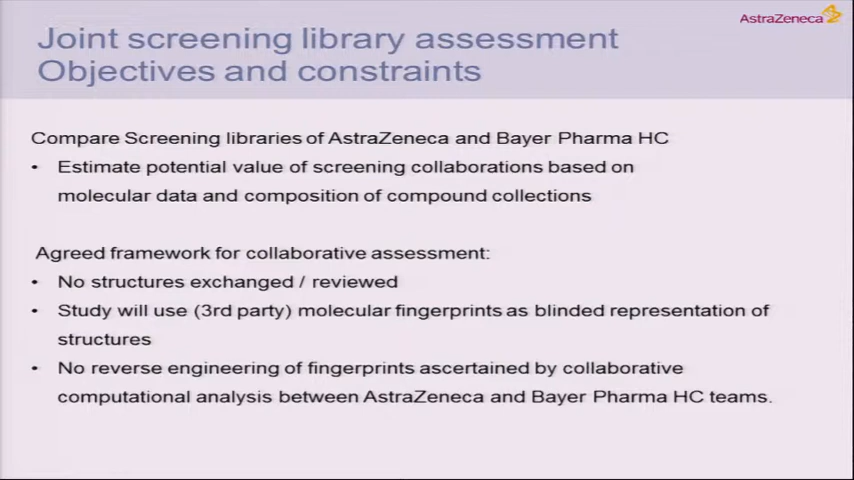 AstraZeneca
Joint screening library assessment
Objectives and constraints
Compare Screening libraries of AstraZeneca and Bayer Pharma HC
• Estimate potential value of screening collaborations based on
molecular data and composition of compound collections
Agreed framework for collaborative assessment:
• No structures exchanged / reviewed
• Study will use (3rd party) molecular fingerprints as blinded representation of
structures
• No reverse engineering of fingerprints ascertained by collaborative
computational analysis between AstraZeneca and Bayer Pharma HC teams.